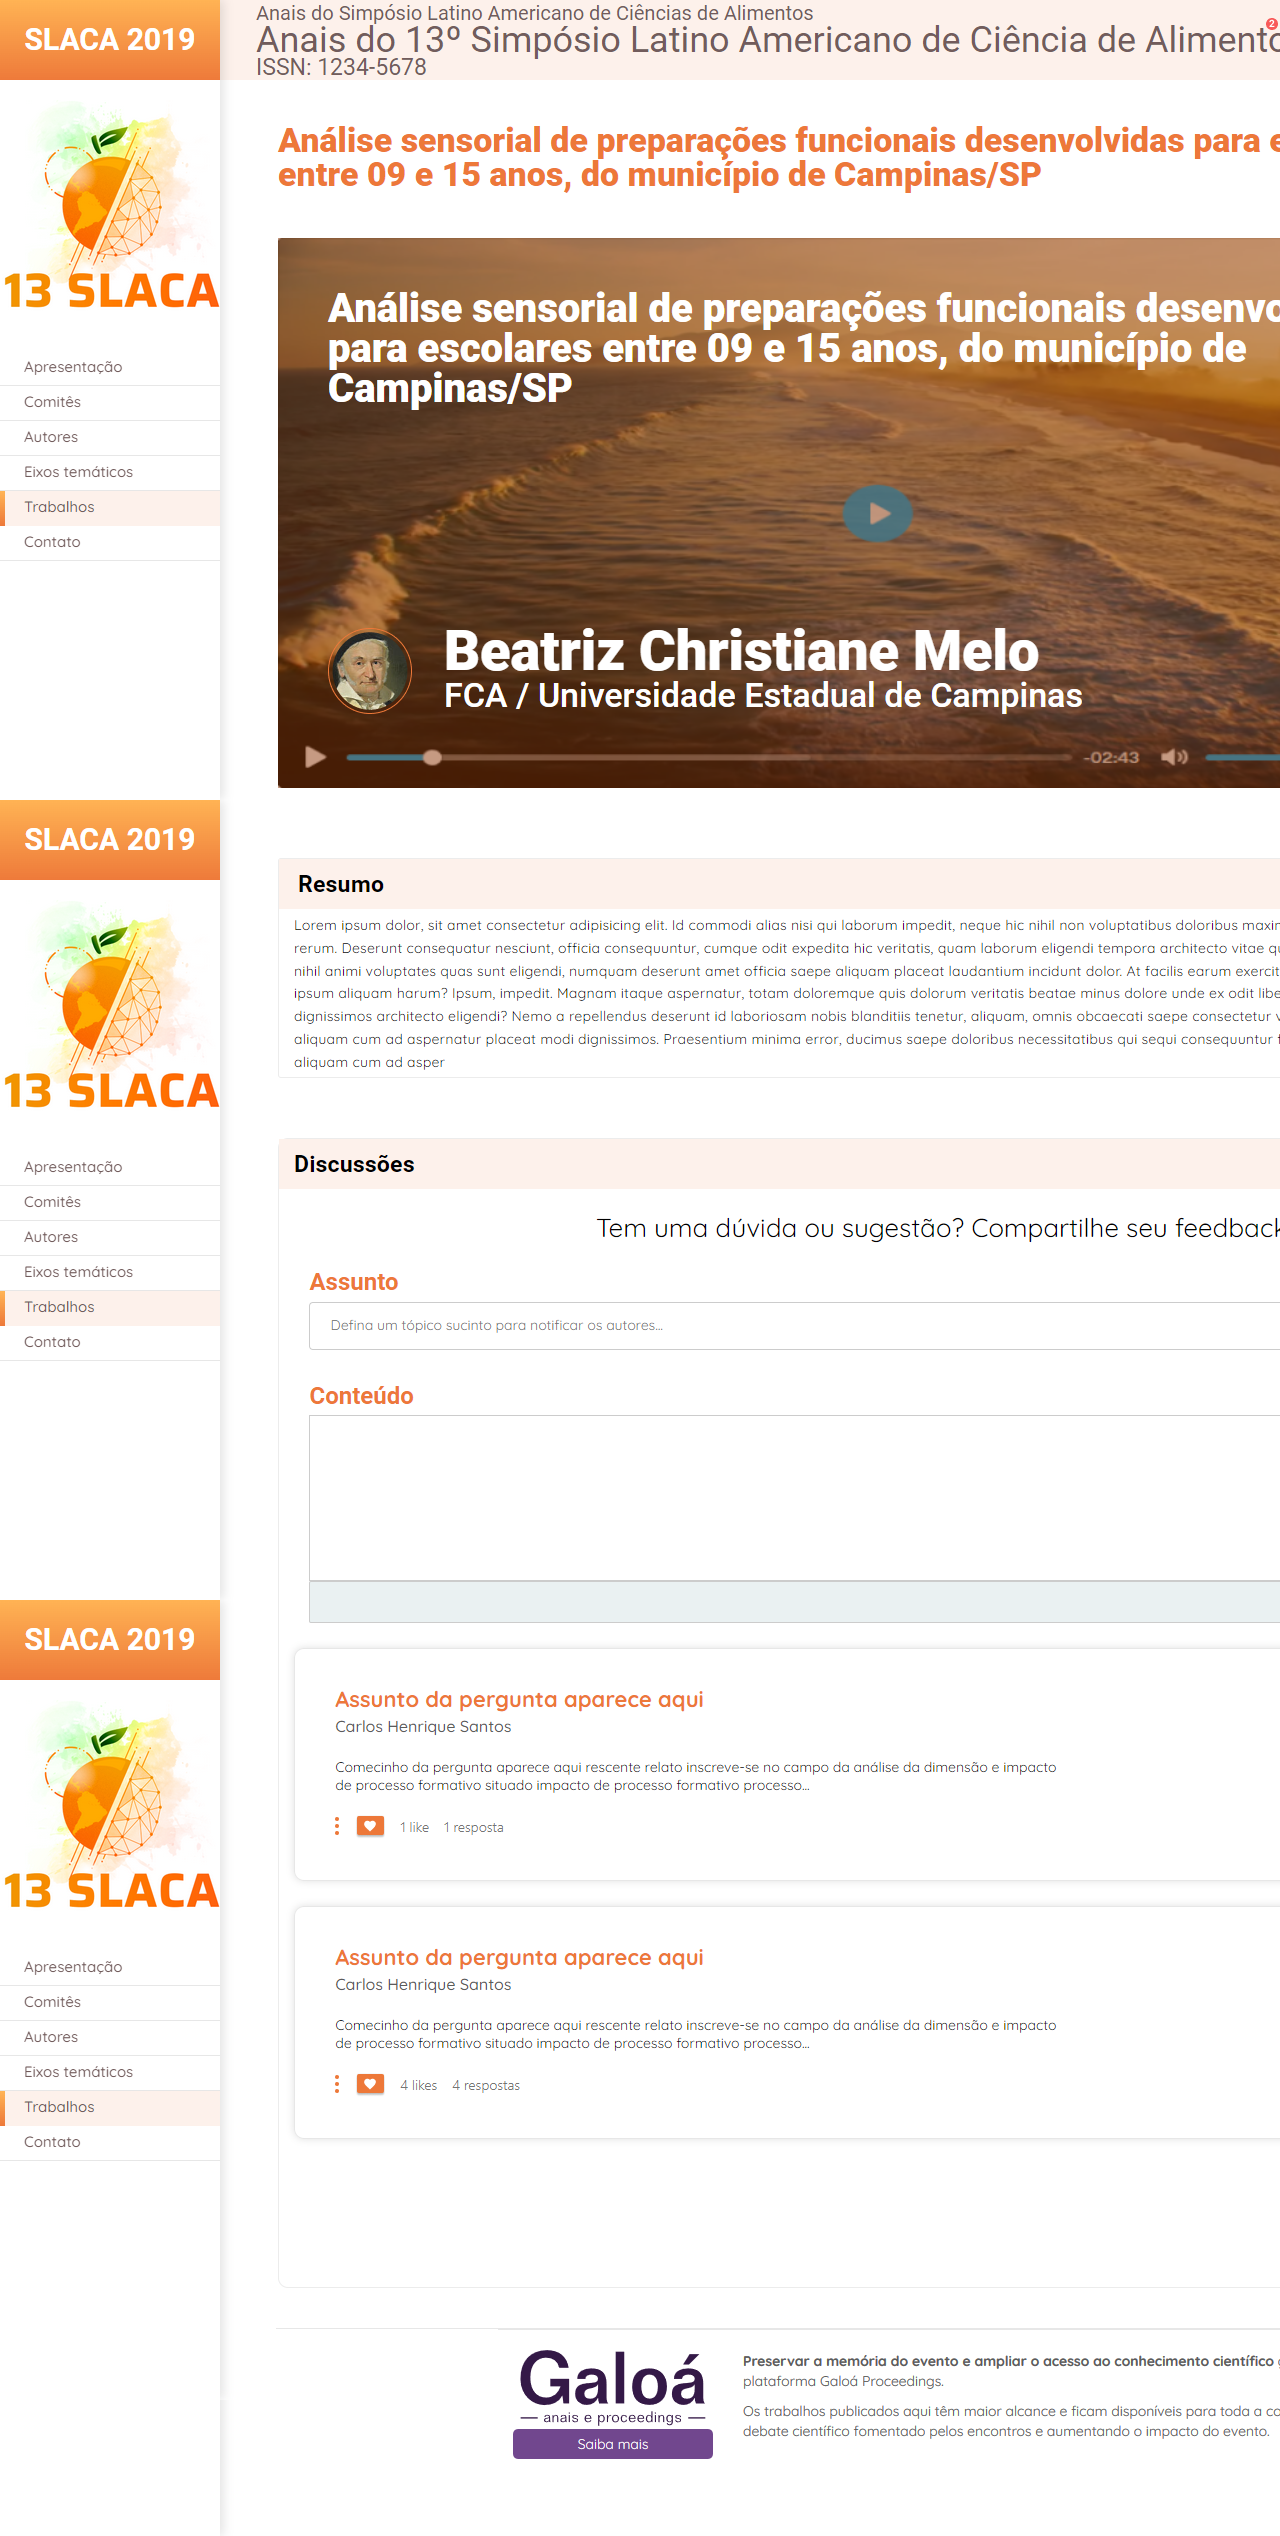 SLACA 2019
Anais do Simpósio Latino Americano de Ciências de Alimentos
Anais do 13º Simpósio Latino Americano de Ciência de
ISSN: 1234-5678
2
13 SLACA
Apresentação
Comitês
Autores
Eixos temáticos
Trabalhos
Contato
Análise sensorial de preparações funcionais desenvolvidas para
entre 09 e 15 anos, do município de Campinas/SP
Análise sensorial de preparações funcionais
para escolares entre 09 e 15 anos, do município de
Campinas/SP
Beatriz Christiane Melo
FCA / Universidade Estadual de Campinas
-02:43
SLACA 2019
13 SLACA
Apresentação
Comitês
Autores
Eixos temáticos
Trabalhos
Contato
Resumo
Lorem ipsum dolor, sit amet consectetur adipisicing elit. Id commodi alias nisi qui laborum impedit, neque hic nihil non voluptatibus doloribus
rerum. Deserunt consequatur nesciunt, officia consequuntur, cumque odit expedita hic veritatis, quam laborum eligendi tempora architecto vitae
nihil animi voluptates quas sunt eligendi, numquam deserunt amet officia saepe aliquam placeat laudantium incidunt dolor. At facilis earum
ipsum aliquam harum? Ipsum, impedit. Magnam itaque aspernatur, totam doloremque quis dolorum veritatis beatae minus dolore unde ex odit
dignissimos architecto eligendi? Nemo a repellendus deserunt id laboriosam nobis blanditiis tenetur, aliquam, omnis obcaecati saepe consectetur
aliquam cum ad aspernatur placeat modi dignissimos. Praesentium minima error, ducimus saepe doloribus necessitatibus qui sequi consequuntur
aliquam cum ad asper
Discussões
Tem uma dúvida ou sugestão? Compartilhe seu feedback
Assunto
Defina um tópico sucinto para notificar os autores...
Conteúdo
SLACA 2019
13 SLACA
Apresentação
Comitês
Autores
Eixos temáticos
Trabalhos
Contato
Assunto da pergunta aparece aqui
Carlos Henrique Santos
Comecinho da pergunta aparece aqui rescente relato inscreve-se no campo da análise da dimensão e impacto
de processo formativo situado impacto de processo formativo processo...
1 like 1 resposta
Assunto da pergunta aparece aqui
Carlos Henrique Santos
Comecinho da pergunta aparece aqui rescente relato inscreve-se no campo da análise da dimensão e impacto
de processo formativo situado impacto de processo formativo processo...
4 likes 4 respostas
Galoá
anais e proceedings
Saiba mais
Preservar a memória do evento e ampliar o acesso ao conhecimento científico
plataforma Galoá Proceedings.
Os trabalhos publicados aqui têm maior alcance e ficam disponíveis para toda a
debate científico fomentado pelos encontros e aumentando o impacto do evento.